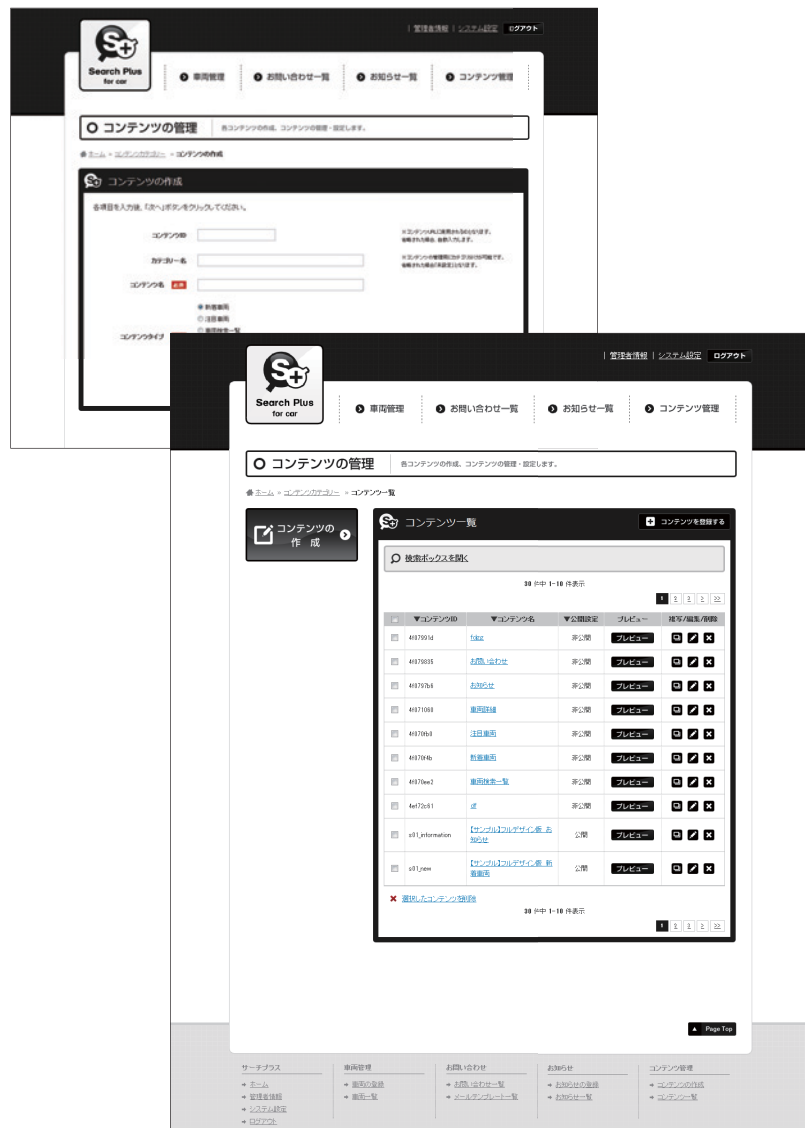 管理者情報 | システム設定 ログアウト
Search Plus
for car
車両管理
お問い合わせ一覧
お知らせ一覧
コンテンツ管理
コンテンツの管理
各コンテンツの作成、コンテンツの管理・設定します。
ホーム » コンテンツカテゴリー » コンテンツの作成
コンテンツの作成
各項目を入力後、「次へ」ボタンをクリックしてください。
コンテンツID
カテゴリー名
コンテンツ名 必須
新着車両
注目車両
車両検索一覧
コンテンツタイプ
管理者情報 | システム設定 ログアウト
Search Plus
for car
車両管理
お問い合わせ一覧
お知らせ一覧
コンテンツ管理
コンテンツの管理
各コンテンツの作成、コンテンツの管理・設定します。
ホーム » コンテンツカテゴリー » コンテンツ一覧
コンテンツの
作 成
コンテンツ一覧
コンテンツを登録する
検索ボックスを開く
30 件中 1-10 件表示
1 2 3 > >>
▼コンテンツID ▼コンテンツ名 ▼公開設定 プレビュー 複写/編集/削除
4f07991d 非公開 プレビュー
4f079835 お問い合わせ 非公開 プレビュー
4f0797b6 お知らせ 非公開 プレビュー
4f071060 車両詳細 非公開 プレビュー
4f070fb0 注目車両 非公開 プレビュー
4f070f4b 新着車両 非公開 プレビュー
4f070ee2 車両検索一覧 非公開 プレビュー
4ef72c61 非公開 プレビュー
s01_information 【サンプル】フルデザイン版 お知らせ 公開 プレビュー
s01_new 【サンプル】フルデザイン版 新着車両 公開 プレビュー
選択したコンテンツを削除
30 件中 1-10 件表示
1 2 3 > >>
Page Top
サーチプラス
ホーム
管理者情報
システム設定
ログアウト
車両管理
車両の登録
車両一覧
お問い合わせ
お問い合わせ一覧
メールテンプレート一覧
お知らせ
お知らせの登録
お知らせ一覧
コンテンツ管理
コンテンツの作成
コンテンツ一覧